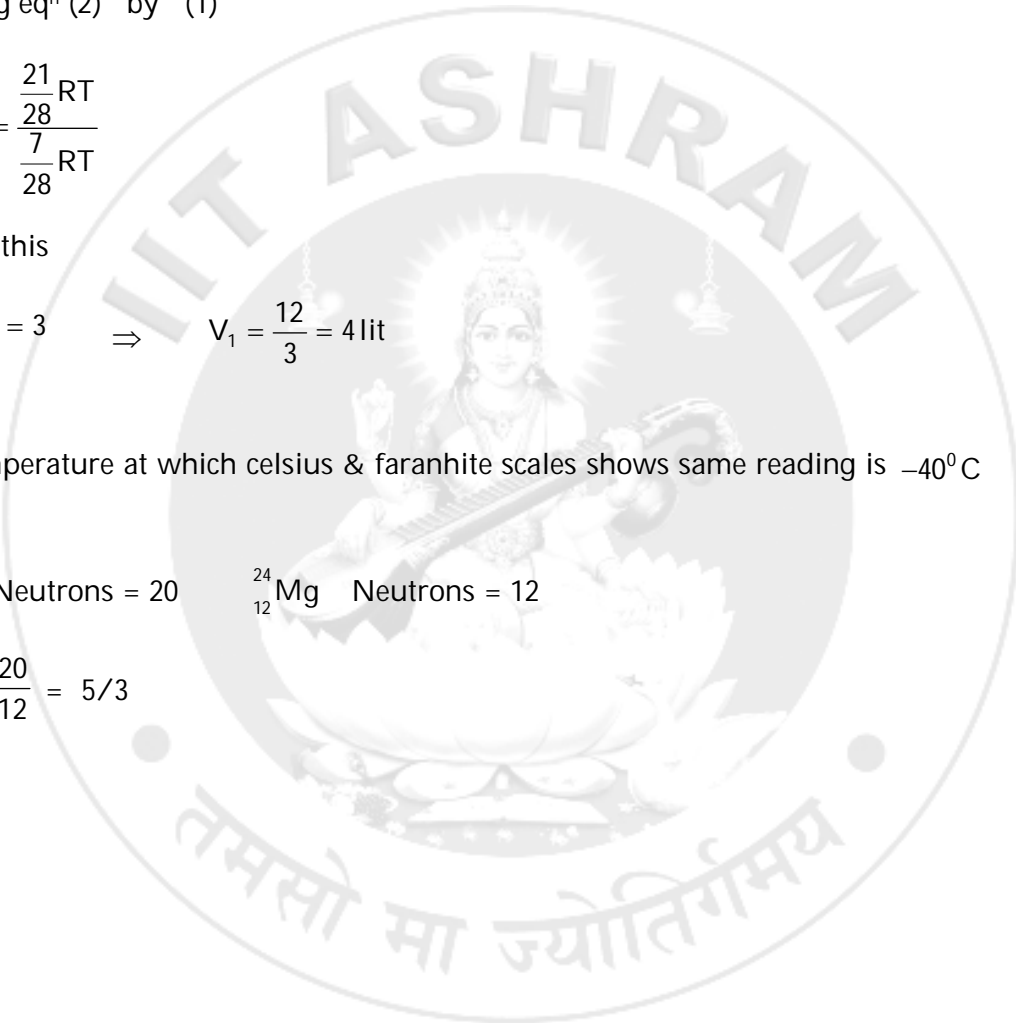 g eqⁿ (2) by (1)
= (21/28 RT) / (7/28 RT)
this
= 3 ⇒ V₁ = 12/3 = 4 lit
perature at which celsius & faranhite scales shows same reading is –40⁰ C
Neutrons = 20 ²⁴₁₂Mg Neutrons = 12
20/12 = 5/3
IIT ASHRAM
तमसो मा ज्योतिर्गमय